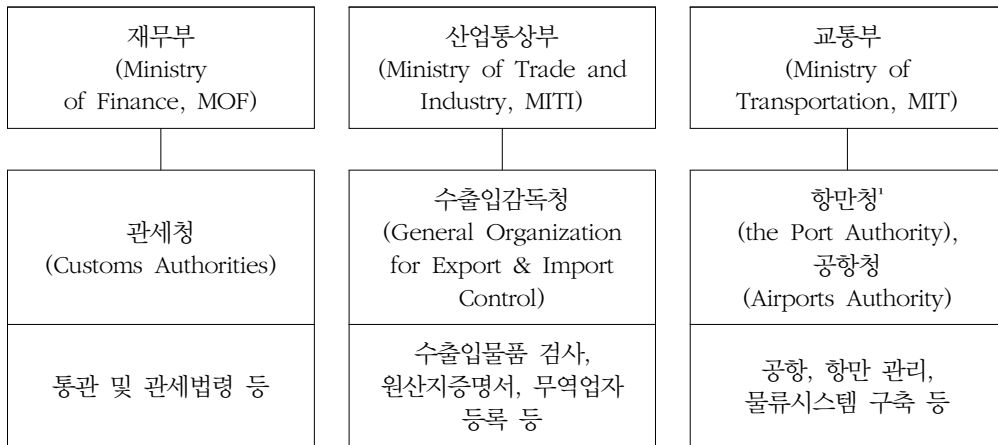 재무부
(Ministry
of Finance, MOF)
산업통상부
(Ministry of Trade and
Industry, MITI)
교통부
(Ministry of
Transportation, MIT)
관세청
(Customs Authorities)
수출입감독청
(General Organization
for Export & Import
Control)
항만청¹
(the Port Authority),
공항청
(Airports Authority)
통관 및 관세법령 등
수출입물품 검사,
원산지증명서, 무역업자
등록 등
공항, 항만 관리,
물류시스템 구축 등